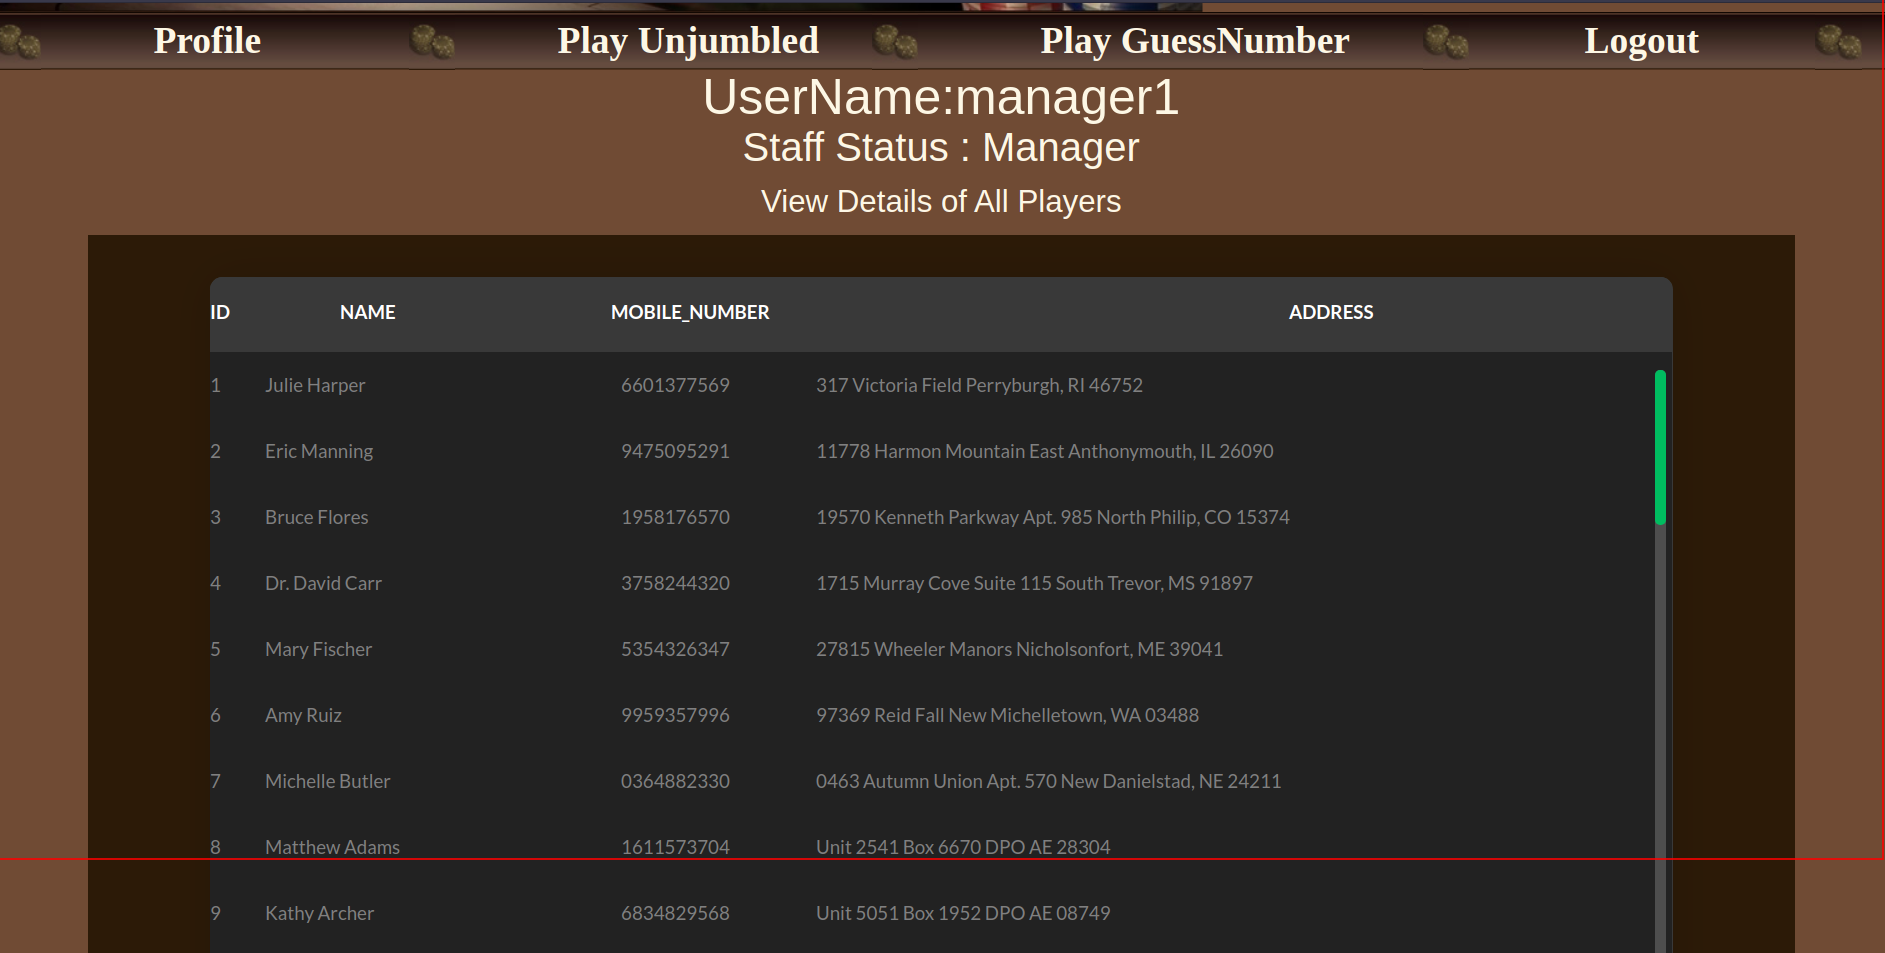 Profile Play Unjumbled Play GuessNumber Logout
UserName:manager1
Staff Status : Manager
View Details of All Players
ID NAME MOBILE_NUMBER ADDRESS
1 Julie Harper 6601377569 317 Victoria Field Perryburgh, RI 46752
2 Eric Manning 9475095291 11778 Harmon Mountain East Anthonymouth, IL 26090
3 Bruce Flores 1958176570 19570 Kenneth Parkway Apt. 985 North Philip, CO 15374
4 Dr. David Carr 3758244320 1715 Murray Cove Suite 115 South Trevor, MS 91897
5 Mary Fischer 5354326347 27815 Wheeler Manors Nicholsonfort, ME 39041
6 Amy Ruiz 9959357996 97369 Reid Fall New Michelletown, WA 03488
7 Michelle Butler 0364882330 0463 Autumn Union Apt. 570 New Danielstad, NE 24211
8 Matthew Adams 1611573704 Unit 2541 Box 6670 DPO AE 28304
9 Kathy Archer 6834829568 Unit 5051 Box 1952 DPO AE 08749